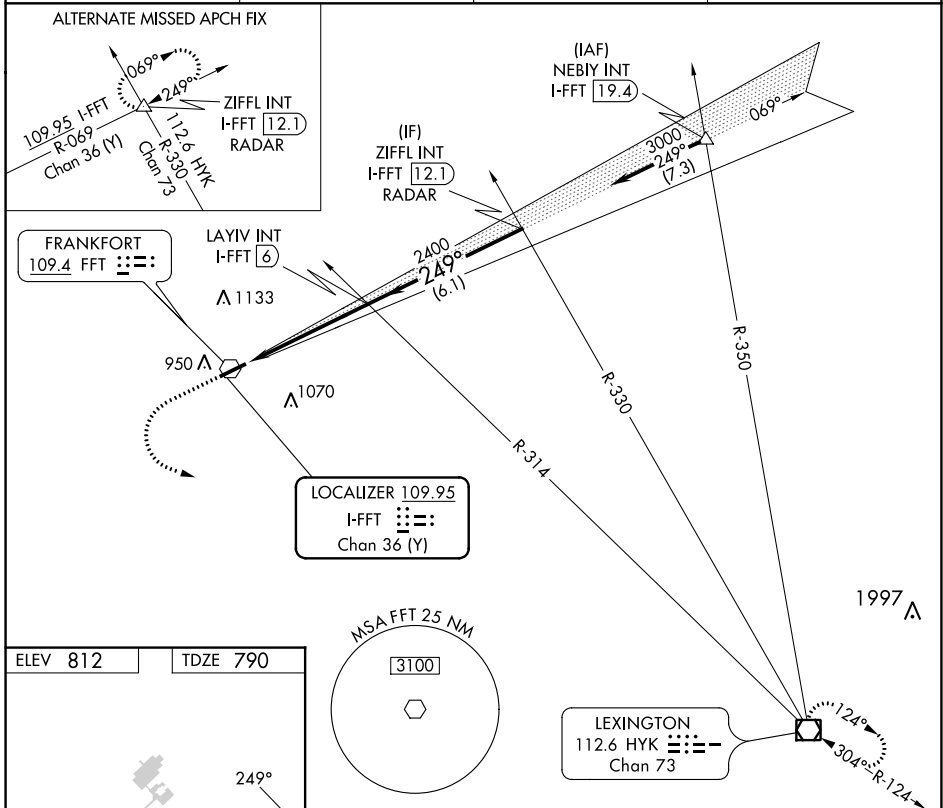 ALTERNATE MISSED APCH FIX
069°
249°
ZIFFL INT
I-FFT 12.1
RADAR
109.95 I-FFT
R-069
Chan 36 (Y)
112.6 HYK
R-330
Chan 73
(IAF)
NEBIY INT
I-FFT 19.4
069°
3000
249°
(7.3)
(IF)
ZIFFL INT
I-FFT 12.1
RADAR
LAYIV INT
I-FFT 6
2400
249°
(6.1)
FRANKFORT
109.4 FFT
1133
950
1070
R-350
R-330
R-314
LOCALIZER 109.95
I-FFT
Chan 36 (Y)
1997
MSA FFT 25 NM
3100
ELEV 812
TDZE 790
249°
LEXINGTON
112.6 HYK
Chan 73
124°
304°
R-124